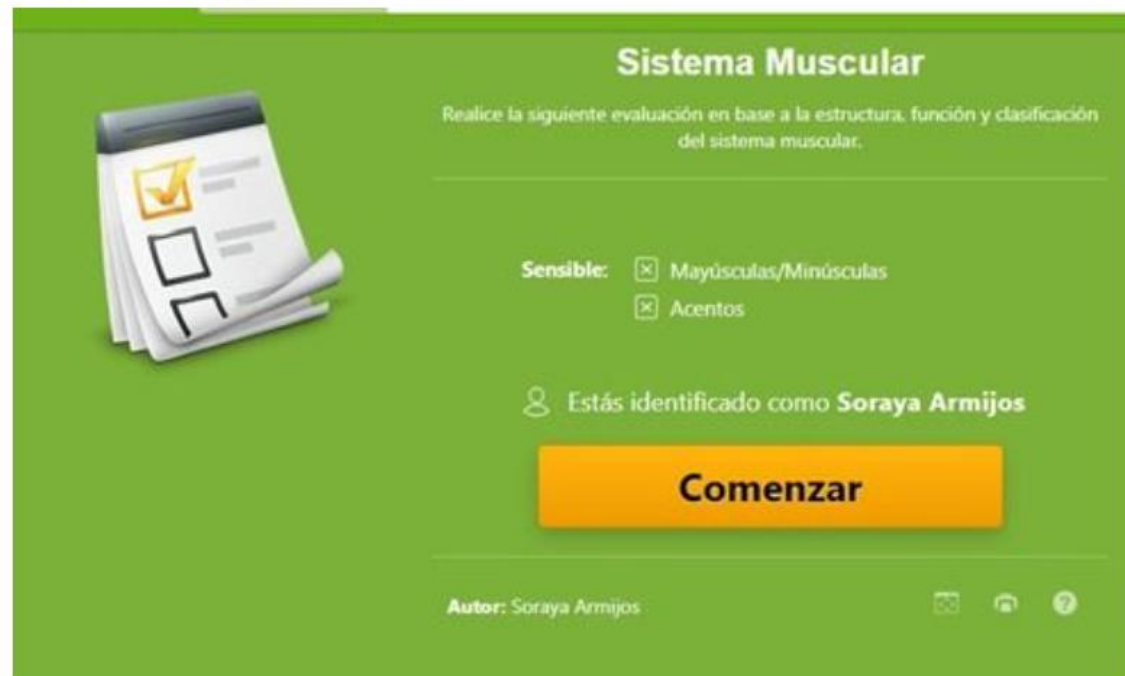 Sistema Muscular
Realice la siguiente evaluación en base a la estructura, función y clasificación
del sistema muscular.
Sensible: Mayúsculas/Minúsculas
Acentos
Estás identificado como Soraya Armijos
Comenzar
Autor: Soraya Armijos